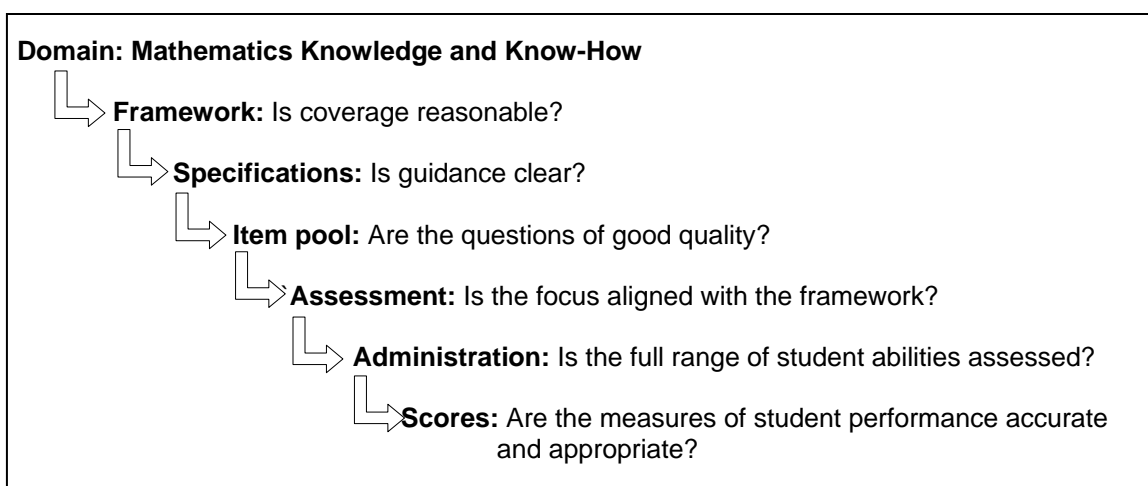 Domain: Mathematics Knowledge and Know-How
Framework: Is coverage reasonable?
Specifications: Is guidance clear?
Item pool: Are the questions of good quality?
`Assessment: Is the focus aligned with the framework?
Administration: Is the full range of student abilities assessed?
Scores: Are the measures of student performance accurate
and appropriate?